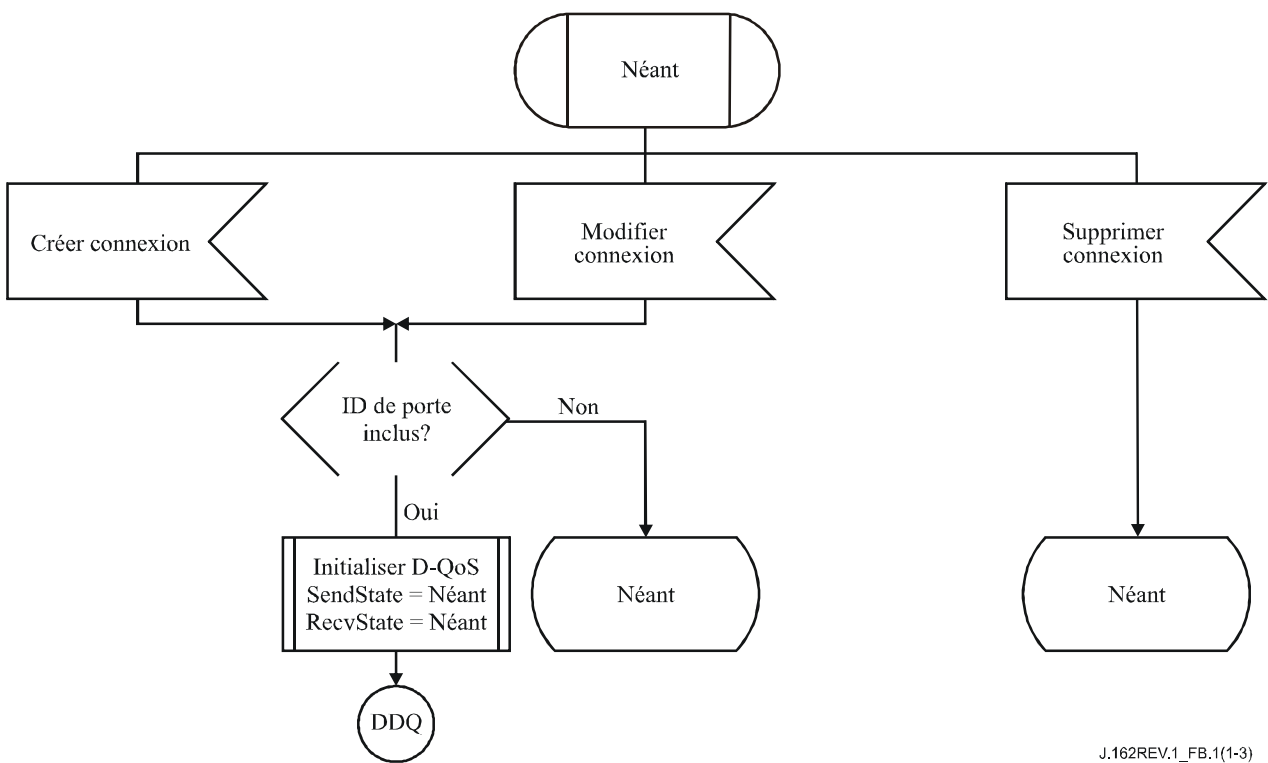 Néant
Créer connexion
Modifier
connexion
Supprimer
connexion
ID de porte
inclus?
Non
Oui
Initialiser D-QoS
SendState = Néant
RecvState = Néant
Néant
Néant
DDQ
J.162REV.1_FB.1(1-3)